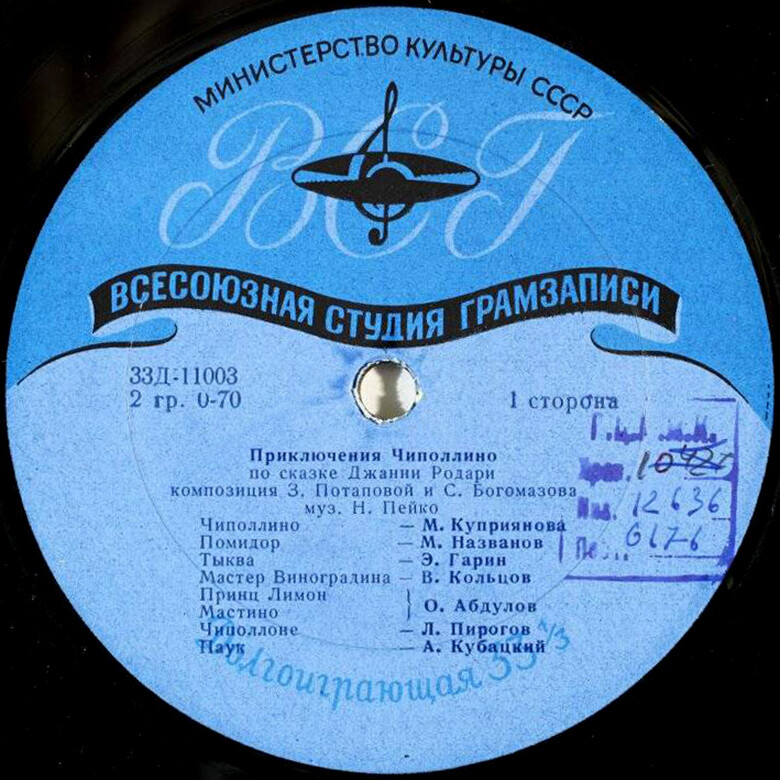 МИНИСТЕРСТВО КУЛЬТУРЫ СССР
ВСГ
ВСЕСОЮЗНАЯ СТУДИЯ ГРАМЗАПИСИ
33Д-11003
2 гр. 0-70
1 сторона
Приключения Чиполлино
по сказке Джанни Родари
композиция З. Потаповой и С. Богомазова
муз. Н. Пейко
Чиполлино — М. Куприянова
Помидор — М. Названов
Тыква — Э. Гарин
Мастер Виноградина — В. Кольцов
Принц Лимон
Мастино } О. Абдулов
Чиполлоне — Л. Пирогов
Паук — А. Кубацкий
Долгоиграющая 33 1/3
12636
6176